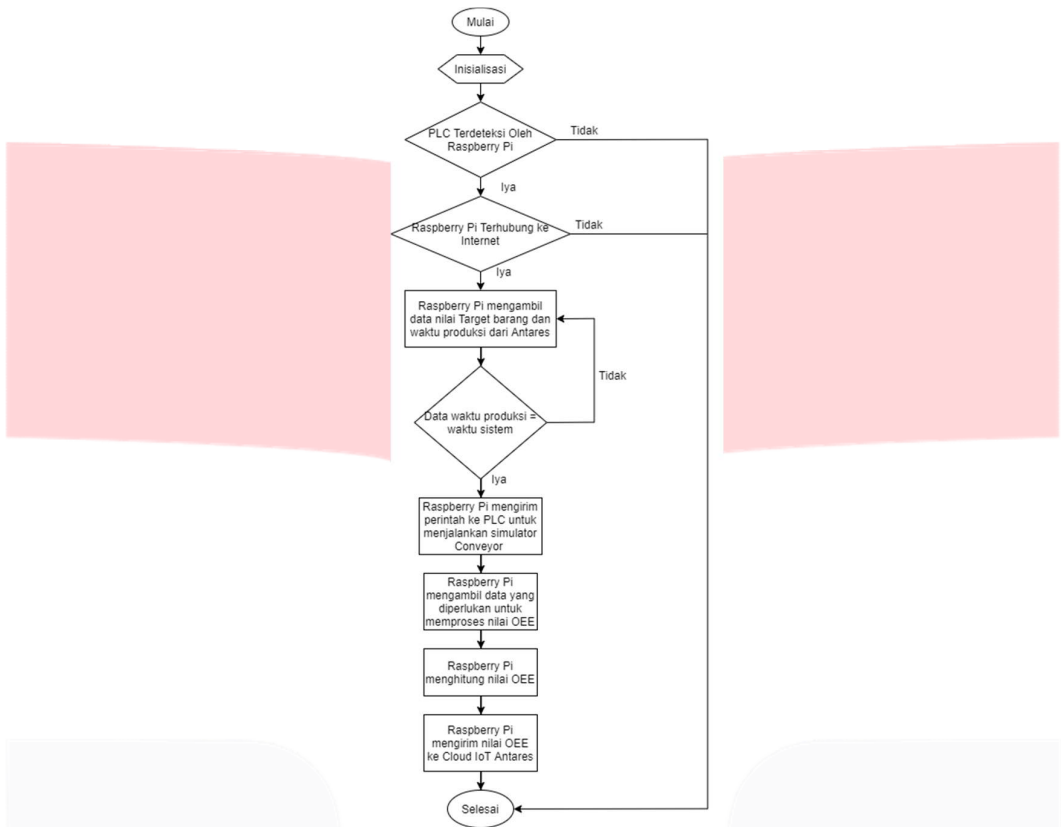 Mulai
Inisialisasi
PLC Terdeteksi Oleh
Raspberry Pi
Tidak
Iya
Raspberry Pi Terhubung ke
Internet
Tidak
Iya
Raspberry Pi mengambil
data nilai Target barang dan
waktu produksi dari Antares
Tidak
Data waktu produksi =
waktu sistem
Iya
Raspberry Pi mengirim
perintah ke PLC untuk
menjalankan simulator
Conveyor
Raspberry Pi
mengambil data yang
diperlukan untuk
memproses nilai OEE
Raspberry Pi
menghitung nilai OEE
Raspberry Pi
mengirim nilai OEE
ke Cloud IoT Antares
Selesai